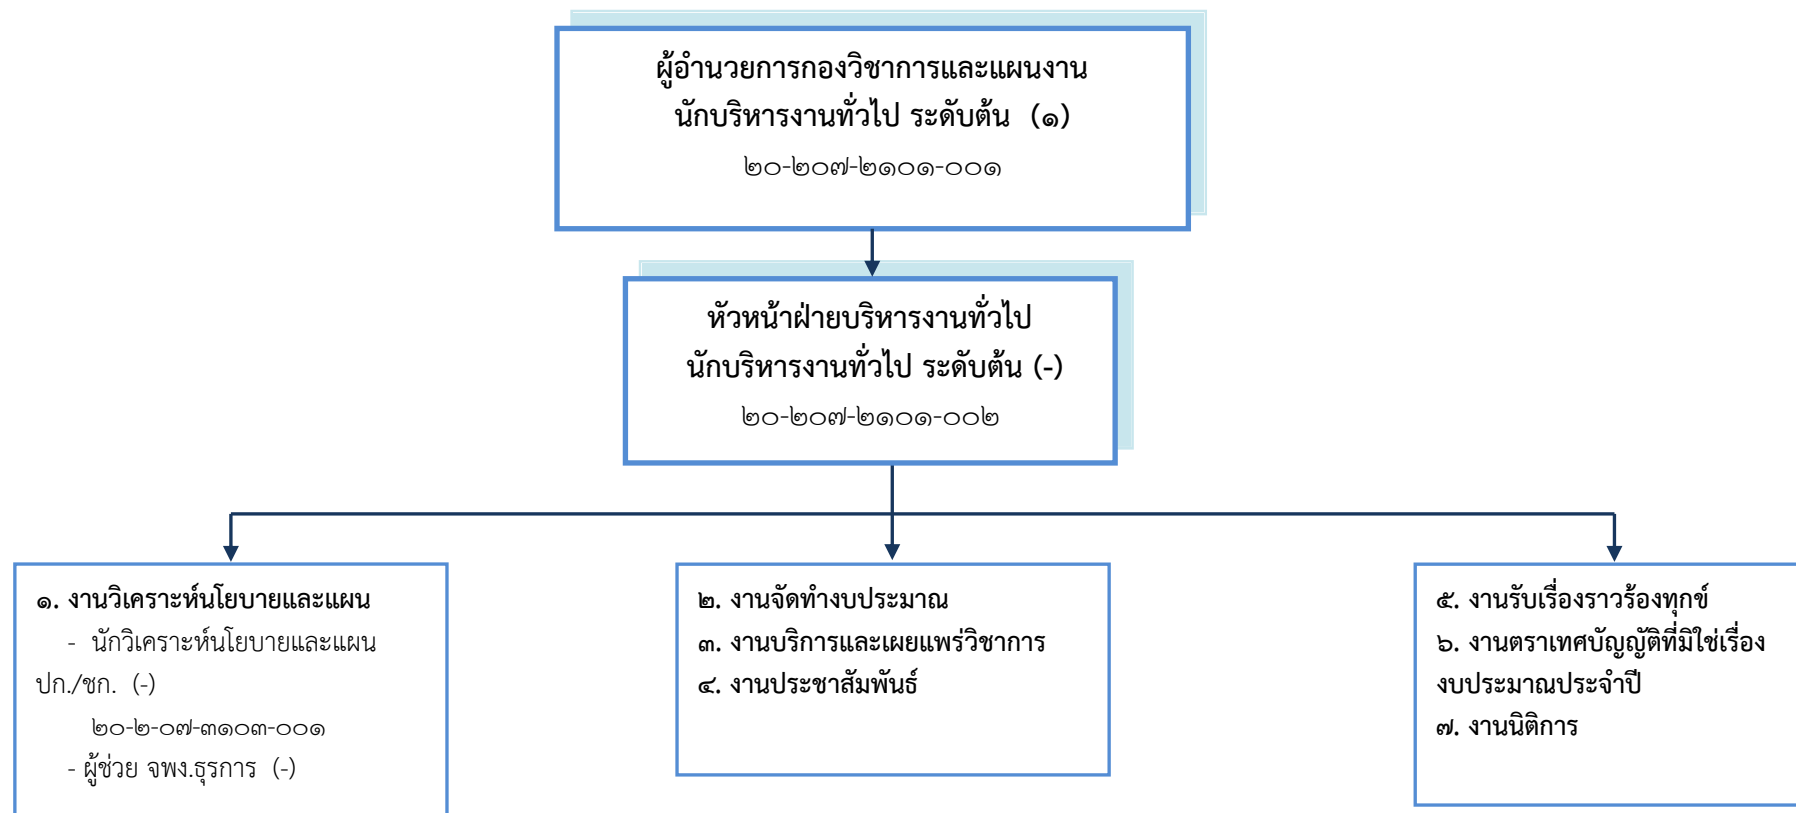 ผู้อำนวยการกองวิชาการและแผนงาน
นักบริหารงานทั่วไป ระดับต้น (๑)
๒๐-๒๐๗-๒๑๐๑-๐๐๑
หัวหน้าฝ่ายบริหารงานทั่วไป
นักบริหารงานทั่วไป ระดับต้น (-)
๒๐-๒๐๗-๒๑๐๑-๐๐๒
๑. งานวิเคราะห์นโยบายและแผน
- นักวิเคราะห์นโยบายและแผน
ปก./ชก. (-)
๒๐-๒-๐๗-๓๑๐๓-๐๐๑
- ผู้ช่วย จพง.ธุรการ (-)
๒. งานจัดทำงบประมาณ
๓. งานบริการและเผยแพร่วิชาการ
๔. งานประชาสัมพันธ์
๕. งานรับเรื่องราวร้องทุกข์
๖. งานตราเทศบัญญัติที่มิใช่เรื่อง
งบประมาณประจำปี
๗. งานนิติการ